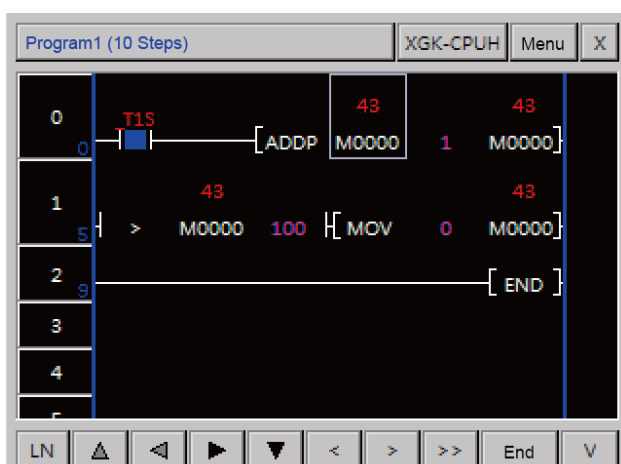 Program1 (10 Steps) XGK-CPUH Menu X
0 _T1S 43 43
0 ADDP M0000 1 M0000
1 43 43
5 > M0000 100 MOV 0 M0000
2 9 END
3
4
LN < > >> End V